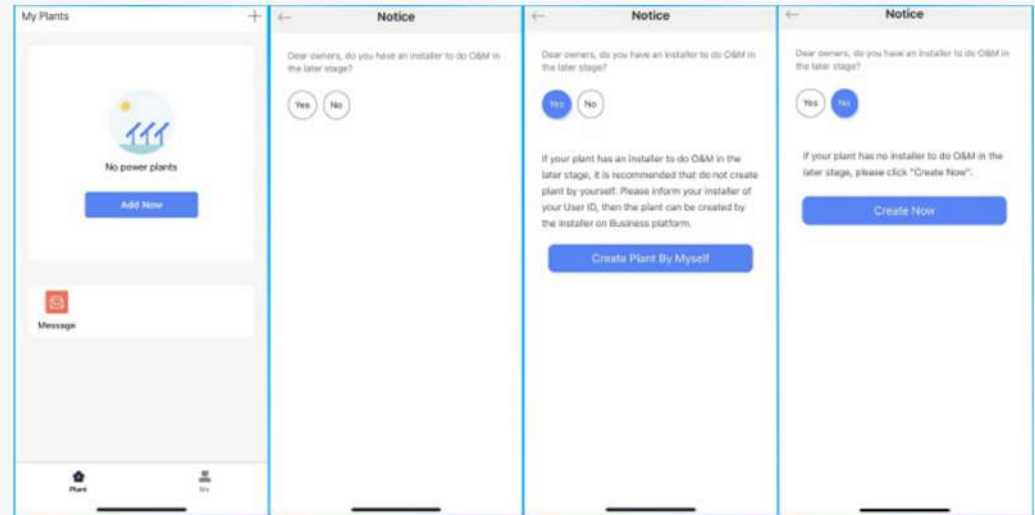 My Plants
No power plants
Add Now
Message
Plant
Me
Notice
Dear owners, do you have an installer to do O&M in
the later stage?
Yes
No
Notice
Dear owners, do you have an installer to do O&M in
the later stage?
Yes
No
If your plant has an installer to do O&M in the
later stage, it is recommended that do not create
plant by yourself. Please inform your installer of
your User ID, then the plant can be created by
the installer on Business platform.
Create Plant By Myself
Notice
Dear owners, do you have an installer to do O&M in
the later stage?
Yes
No
If your plant has no installer to do O&M in the
later stage, please click "Create Now".
Create Now